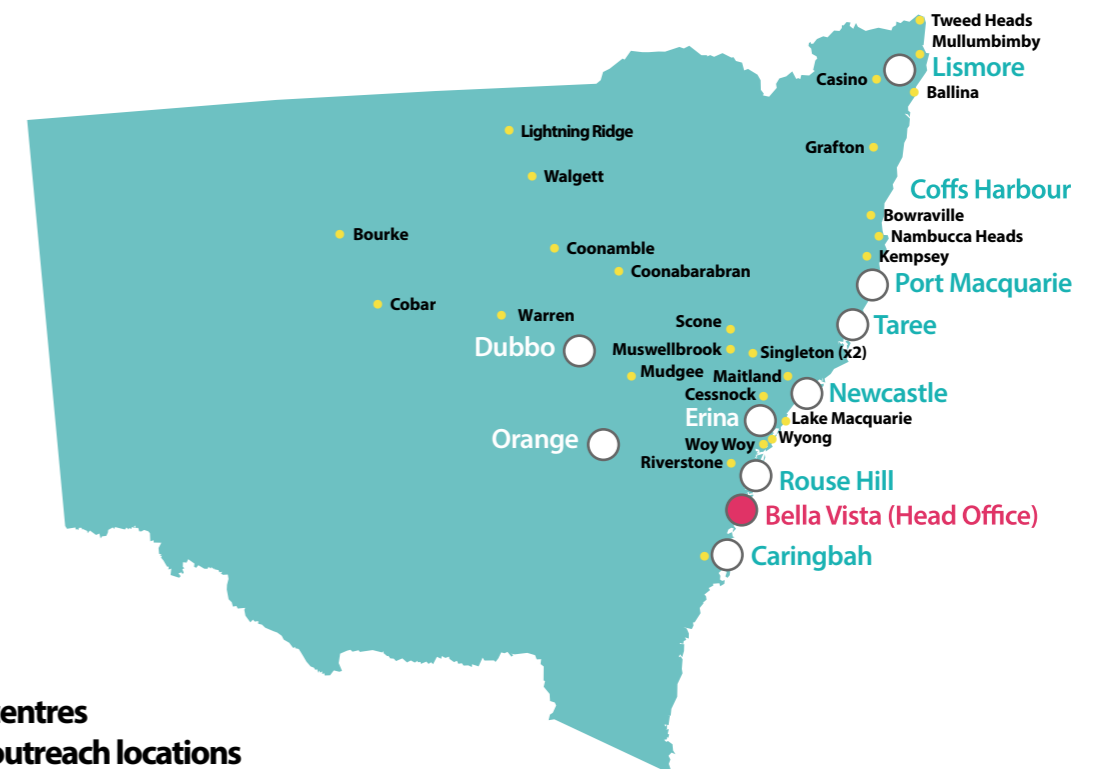 Tweed Heads
Mullumbimby
Lismore
Casino
Ballina
Lightning Ridge
Grafton
Walgett
Coffs Harbour
Bowraville
Bourke
Nambucca Heads
Coonamble
Kempsey
Coonabarabran
Port Macquarie
Cobar
Warren
Scone
Taree
Dubbo
Muswellbrook
Singleton (x2)
Mudgee
Maitland
Cessnock
Newcastle
Erina
Lake Macquarie
Orange
Woy Woy
Wyong
Riverstone
Rouse Hill
Bella Vista (Head Office)
Caringbah
entres
outreach locations